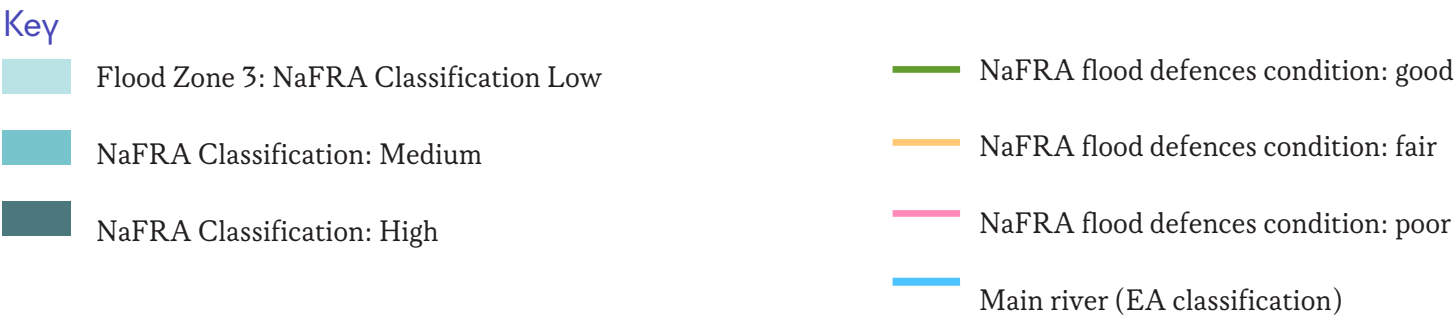 Key
Flood Zone 3: NaFRA Classification Low
NaFRA Classification: Medium
NaFRA Classification: High
NaFRA flood defences condition: good
NaFRA flood defences condition: fair
NaFRA flood defences condition: poor
Main river (EA classification)